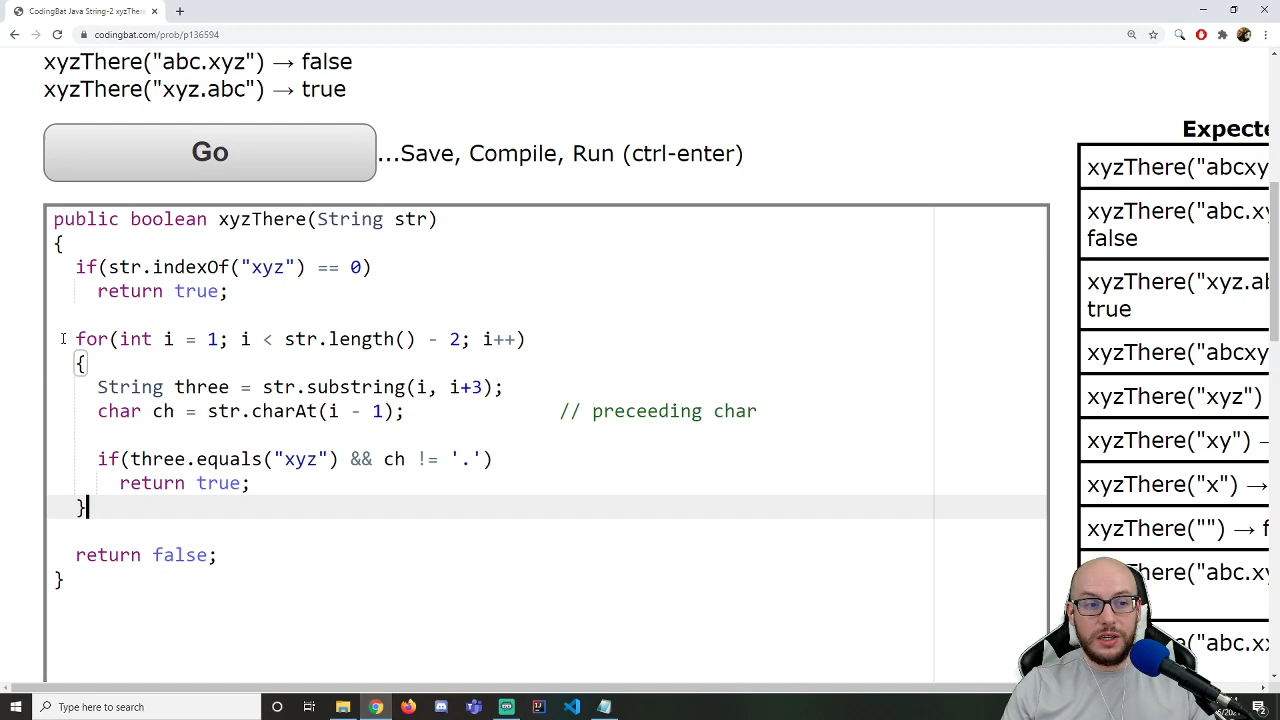 CodingBat Java String-2 xyzTher
codingbat.com/prob/p136594
xyzThere("abc.xyz") → false
xyzThere("xyz.abc") → true
Go
...Save, Compile, Run (ctrl-enter)
public boolean xyzThere(String str)
{
if(str.indexOf("xyz") == 0)
return true;
for(int i = 1; i < str.length() - 2; i++)
{
String three = str.substring(i, i+3);
char ch = str.charAt(i - 1); // preceeding char
if(three.equals("xyz") && ch != '.')
return true;
}
return false;
}
Expecte
xyzThere("abcxy
xyzThere("abc.xy
false
xyzThere("xyz.ab
true
xyzThere("abcxy
xyzThere("xyz")
xyzThere("xy") →
xyzThere("x") →
xyzThere("") → f
here("abc.xy
here("abc.xx
Type here to search